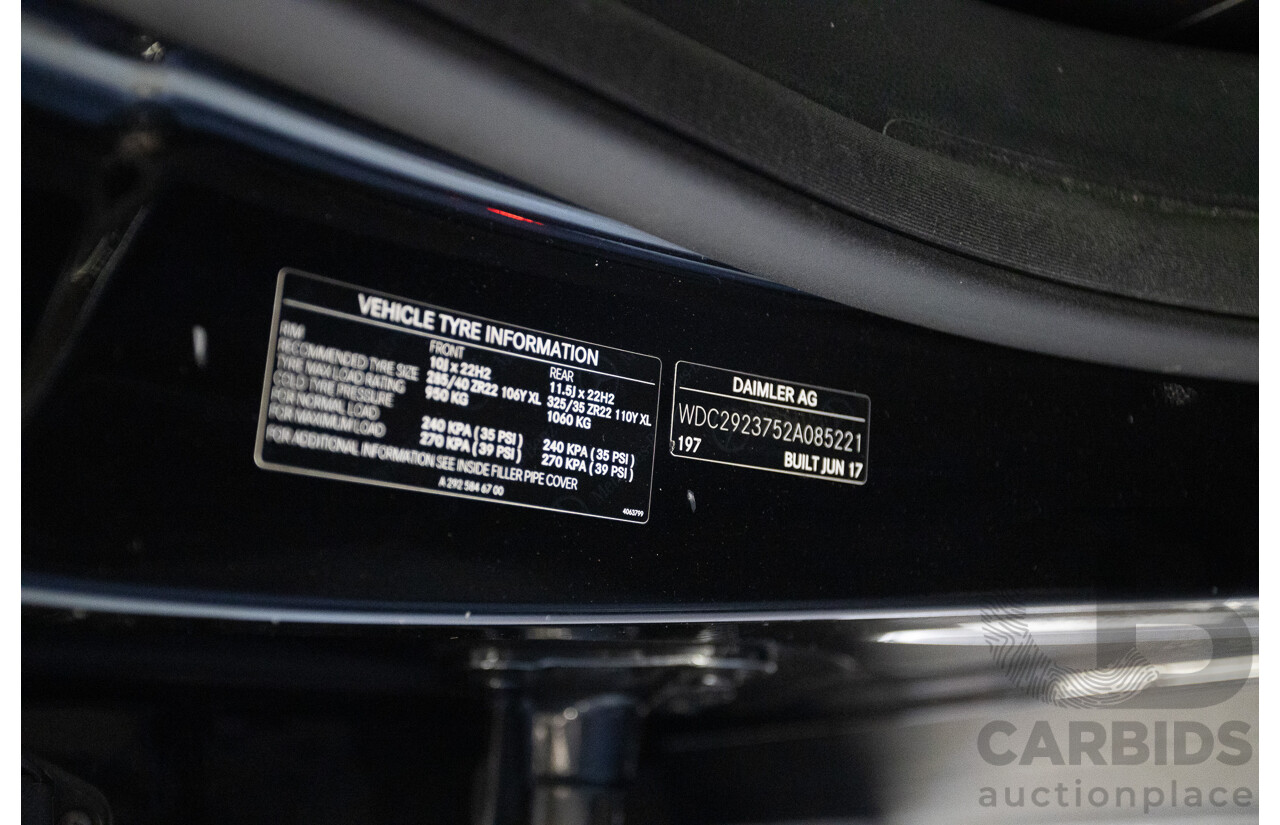 VEHICLE TYRE INFORMATION
FRONT REAR
RIM 10J x 22H2 11.5J x 22H2
RECOMMENDED TYRE SIZE 285/40 ZR22 106Y XL 325/35 ZR22 110Y XL
TYRE MAX LOAD RATING 950 KG 1060 KG
COLD TYRE PRESSURE
FOR NORMAL LOAD 240 KPA ( 35 PSI ) 240 KPA ( 35 PSI )
FOR MAXIMUM LOAD 270 KPA ( 39 PSI ) 270 KPA ( 39 PSI )
FOR ADDITIONAL INFORMATION SEE INSIDE FILLER PIPE COVER
A 292 584 67 00
4063799
DAIMLER AG
WDC2923752A085221
197
BUILT JUN 17
CARBIDS
auctionplace